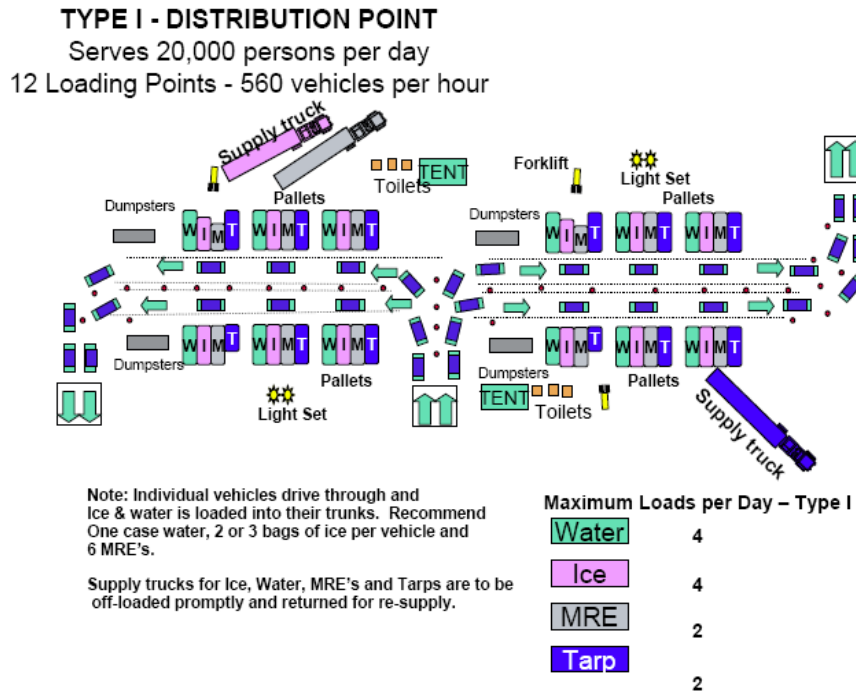 TYPE I - DISTRIBUTION POINT
Serves 20,000 persons per day
12 Loading Points - 560 vehicles per hour
Supply truck
Toilets
TENT
Forklift
Light Set
Dumpsters
Pallets
Dumpsters
Pallets
W I M T
W I M T
W I M T
W I M T
W I M T
W I M T
W I M T
W I M T
W I M T
W I M T
W I M T
W I M T
Dumpsters
Pallets
Light Set
Dumpsters
TENT
Toilets
Pallets
Supply truck
Note: Individual vehicles drive through and
Ice & water is loaded into their trunks. Recommend
One case water, 2 or 3 bags of ice per vehicle and
6 MRE's.
Supply trucks for Ice, Water, MRE's and Tarps are to be
off-loaded promptly and returned for re-supply.
Maximum Loads per Day – Type I
Water 4
Ice 4
MRE 2
Tarp 2